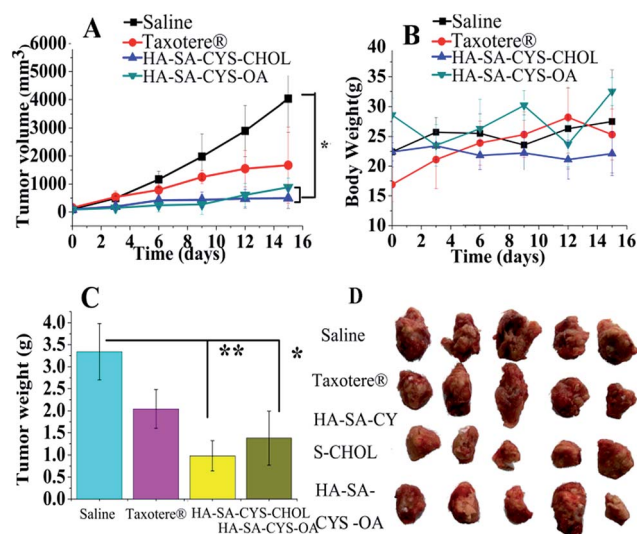 A
Saline
Taxotere®
HA-SA-CYS-CHOL
HA-SA-CYS-OA
Tumor volume (mm³)
6000
5000
4000
3000
2000
1000
0
*
0 2 4 6 8 10 12 14 16
Time (days)
B
Saline
Taxotere®
HA-SA-CYS-CHOL
HA-SA-CYS-OA
Body Weight(g)
40
35
30
25
20
15
10
0 2 4 6 8 10 12 14 16
Time (days)
C
Tumor weight (g)
4.0
3.5
3.0
2.5
2.0
1.5
1.0
0.5
0.0
**
*
Saline
Taxotere®
HA-SA-CYS-CHOL
HA-SA-CYS-OA
D
Saline
Taxotere®
HA-SA-CY
S-CHOL
HA-SA-
CYS -OA